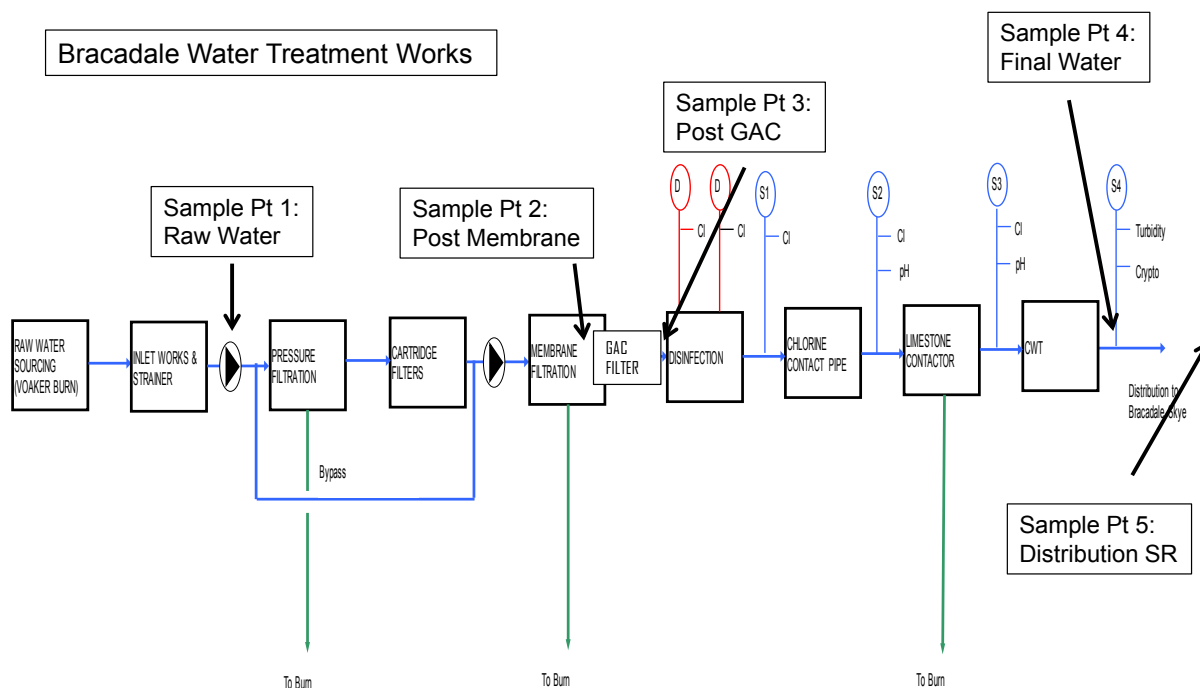 Bracadale Water Treatment Works
Sample Pt 4:
Final Water
Sample Pt 3:
Post GAC
Sample Pt 1:
Raw Water
Sample Pt 2:
Post Membrane
D
D
S1
S2
S3
S4
Cl
Cl
Cl
Cl
pH
Cl
pH
Turbidity
Crypto
RAW WATER
SOURCING
(VOAKER BURN)
INLET WORKS &
STRAINER
PRESSURE
FILTRATION
CARTRIDGE
FILTERS
MEMBRANE
FILTRATION
GAC
FILTER
DISINFECTION
CHLORINE
CONTACT PIPE
LIMESTONE
CONTACTOR
CWT
Distribution to
Bracadale Skye
Bypass
Sample Pt 5:
Distribution SR
To Burn
To Burn
To Burn